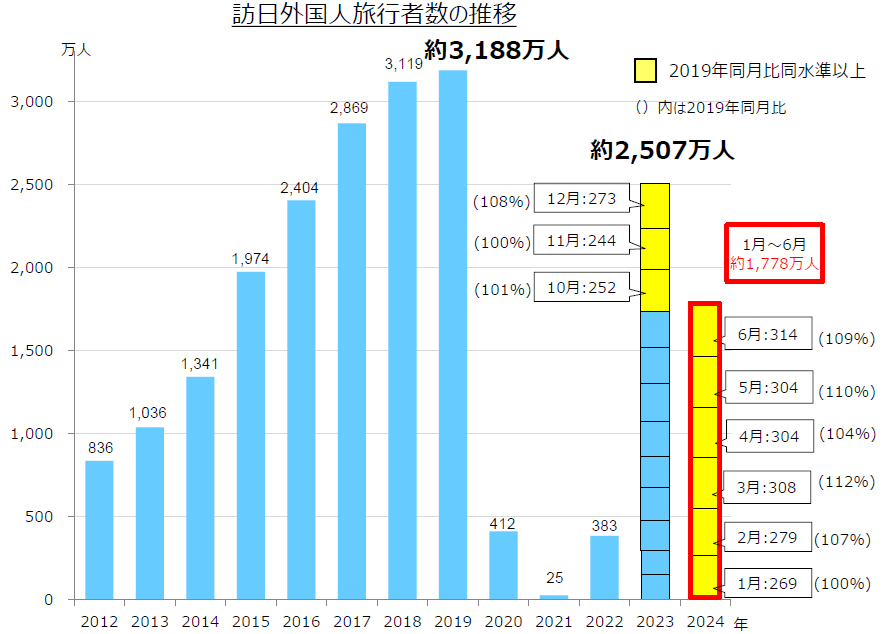 訪日外国人旅行者数の推移
万人
約3,188万人
3,119
2019年同月比同水準以上
（）内は2019年同月比
3,000
2,869
約2,507万人
2,500
2,404
(108%)
12月:273
(100%)
11月:244
1月～6月
約1,778万人
2,000
1,974
(101%)
10月:252
1,500
1,341
6月:314
(109%)
5月:304
(110%)
1,036
1,000
4月:304
(104%)
836
3月:308
(112%)
500
412
383
2月:279
(107%)
25
1月:269
(100%)
0
2012 2013 2014 2015 2016 2017 2018 2019 2020 2021 2022 2023 2024 年